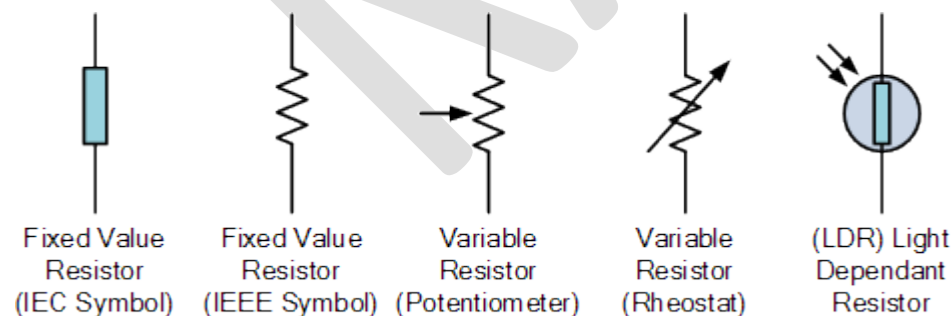 Fixed Value
Resistor
(IEC Symbol)
Fixed Value
Resistor
(IEEE Symbol)
Variable
Resistor
(Potentiometer)
Variable
Resistor
(Rheostat)
(LDR) Light
Dependant
Resistor